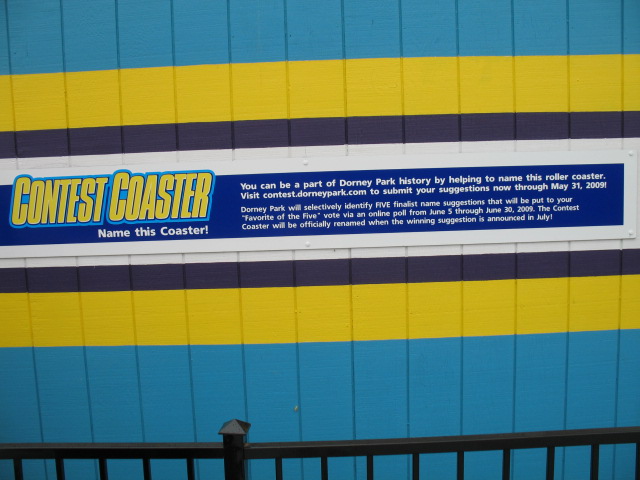 CONTEST COASTER
Name this Coaster!
You can be a part of Dorney Park history by helping to name this roller coaster.
Visit contest.dorneypark.com to submit your suggestions now through May 31, 2009!
Dorney Park will selectively identify FIVE finalist name suggestions that will be put to your
"Favorite of the Five" vote via an online poll from June 5 through June 30, 2009. The Contest
Coaster will be officially renamed when the winning suggestion is announced in July!